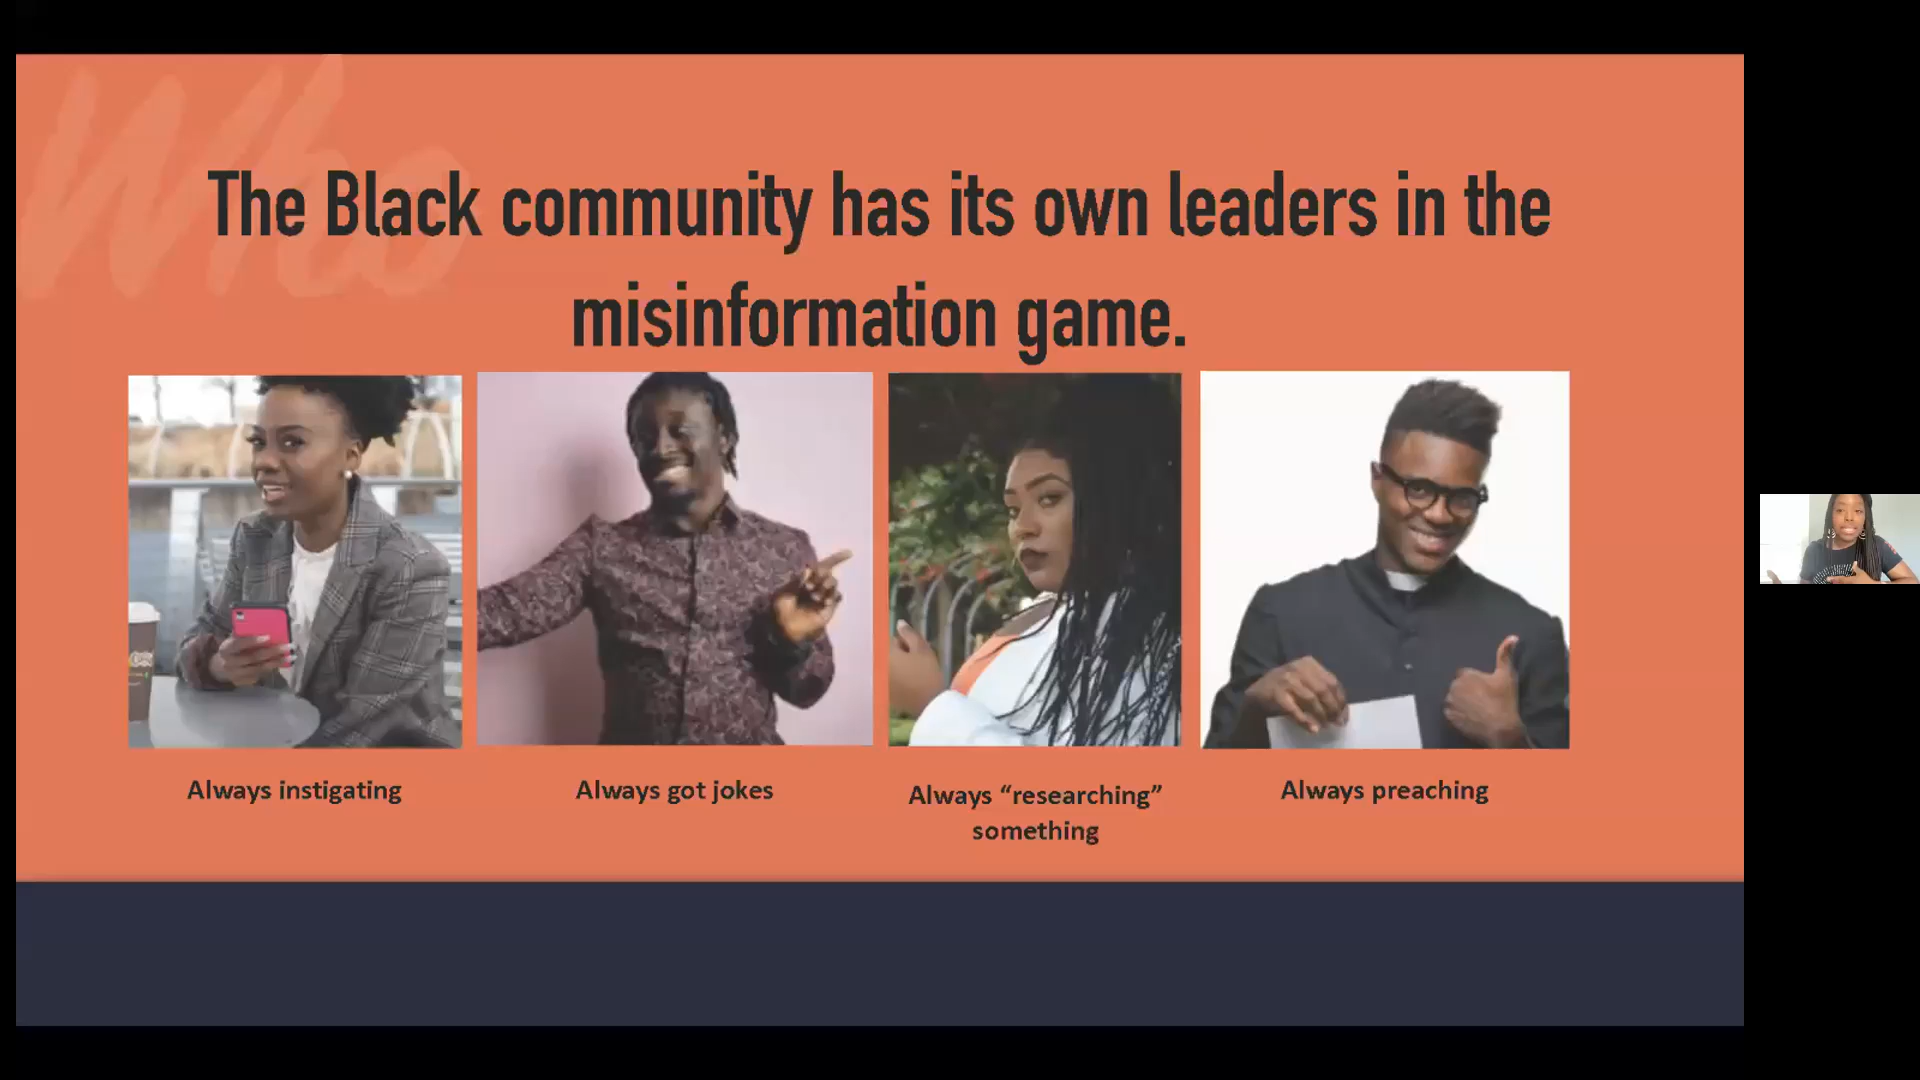 Who
The Black community has its own leaders in the
misinformation game.
Always instigating
Always got jokes
Always “researching”
something
Always preaching